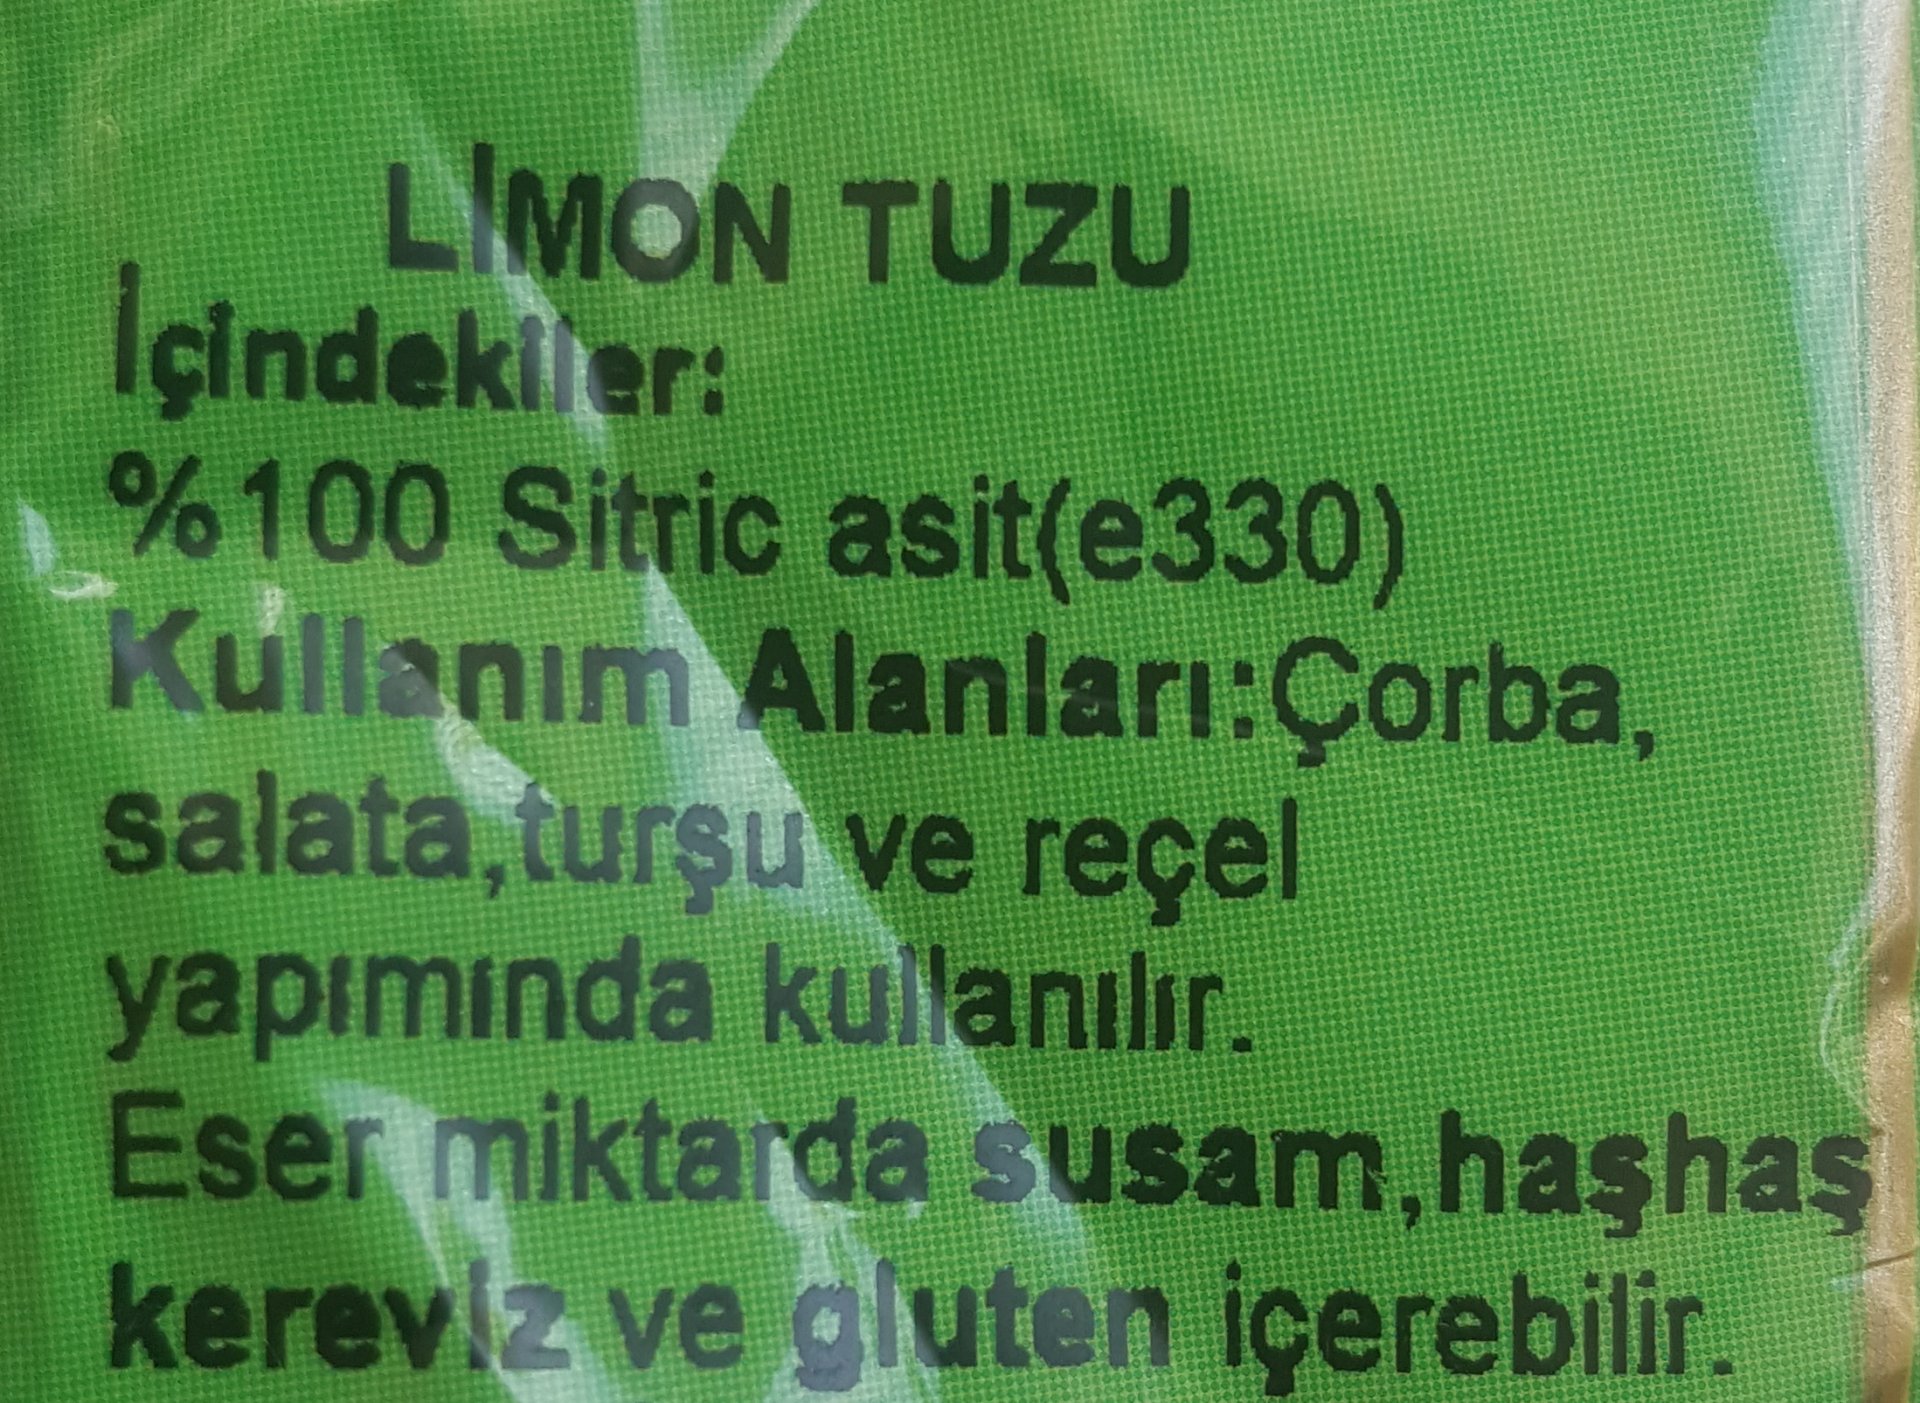 LİMON TUZU
İçindekiler:
%100 Sitric asit(e330)
Kullanım Alanları:Çorba,
salata,turşu ve reçel
yapımında kullanılır.
Eser miktarda susam,haşhaş
kereviz ve gluten içerebilir.